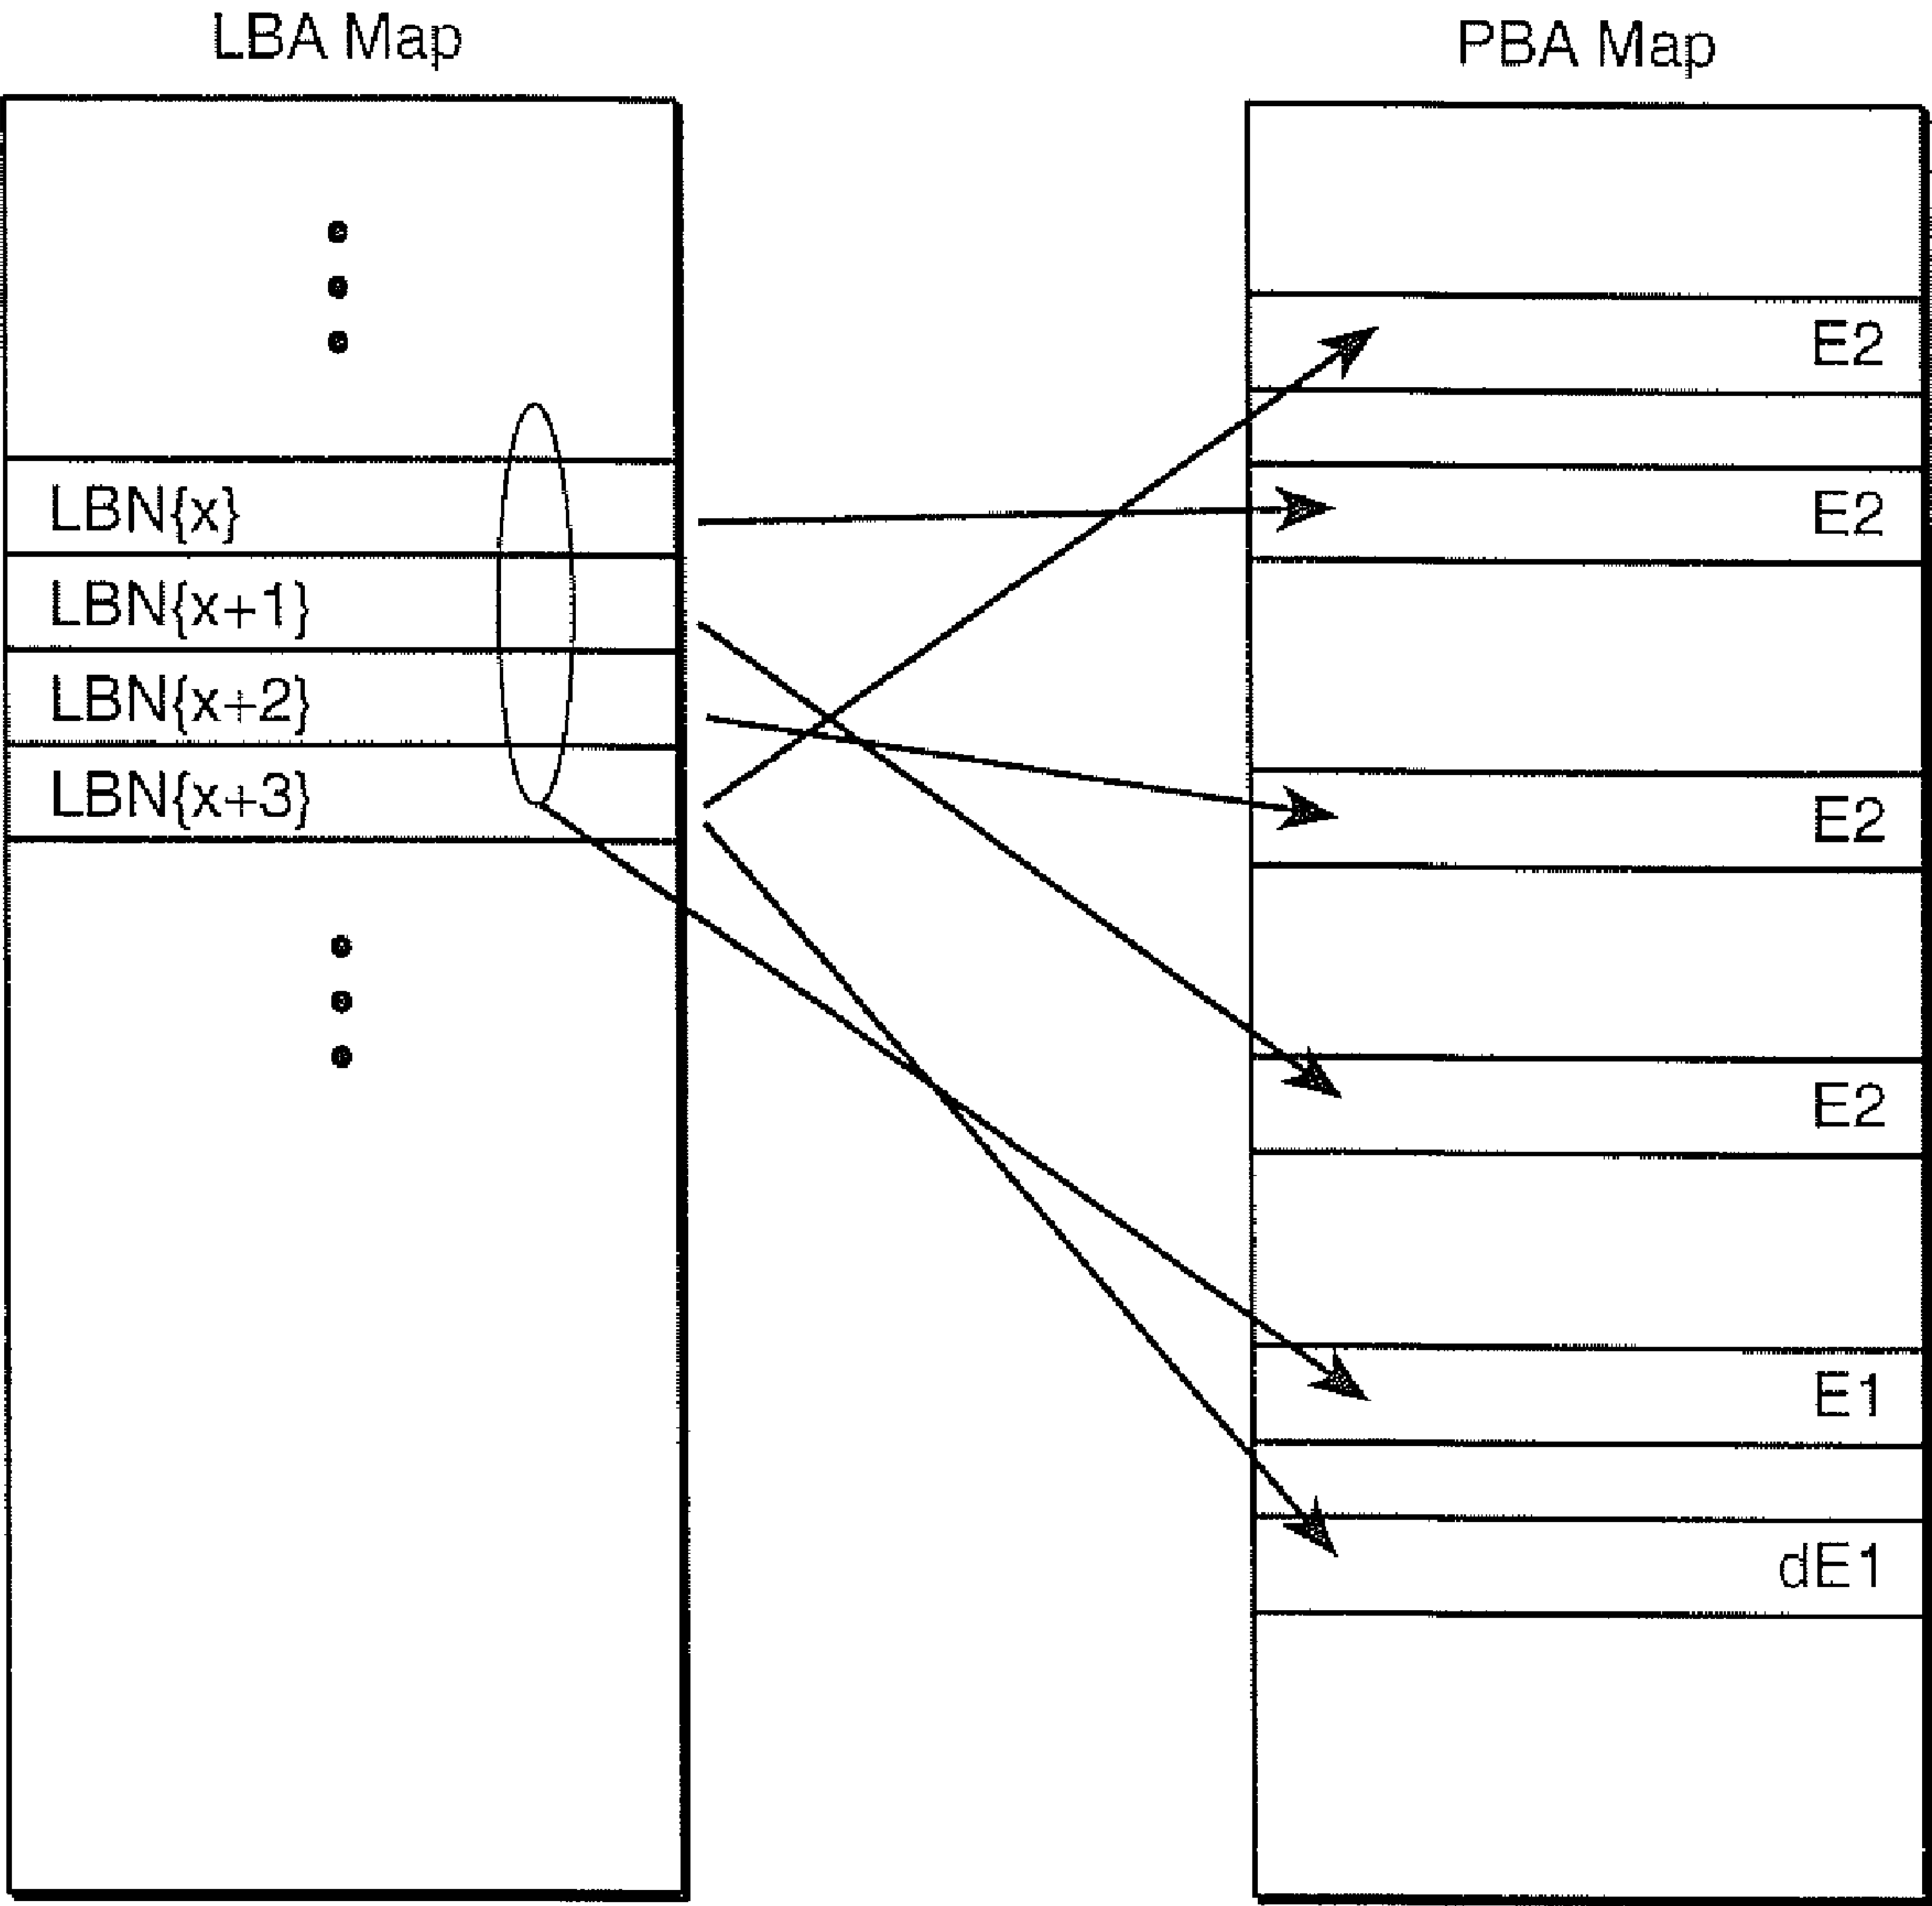 LBA Map
LBN{x}
LBN{x+1}
LBN{x+2}
LBN{x+3}
PBA Map
E2
E2
E2
E2
E1
dE1